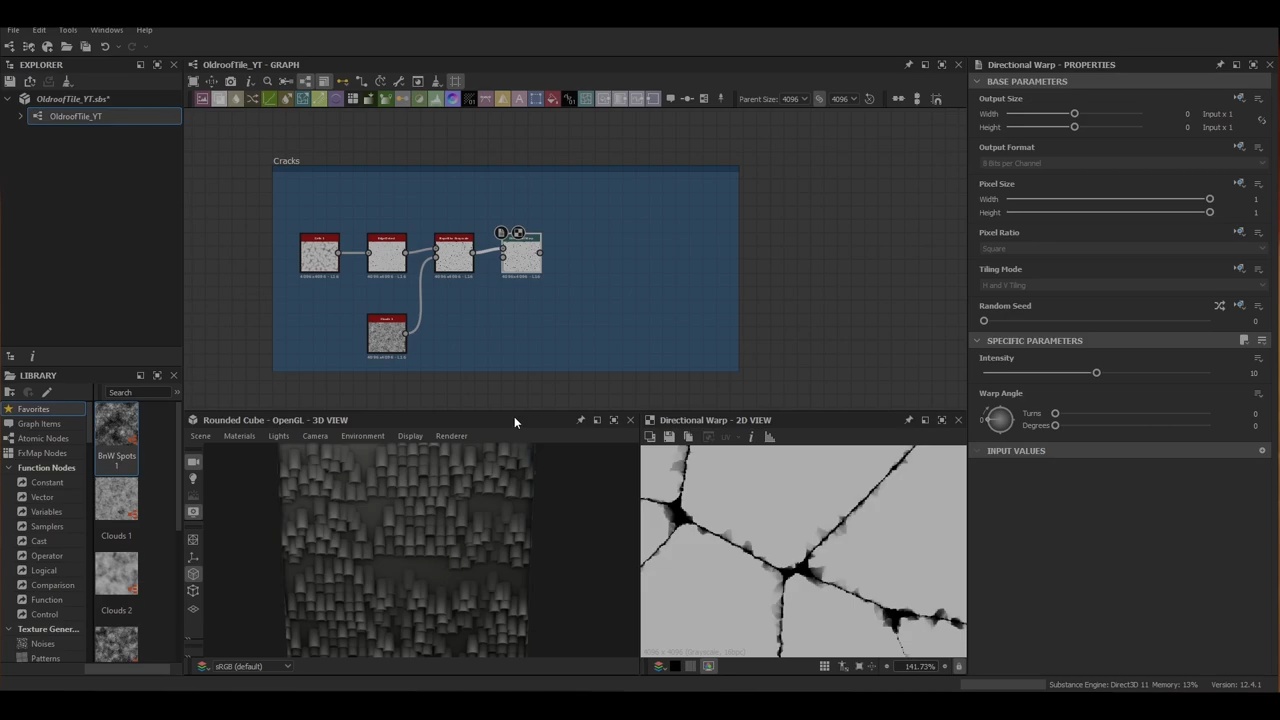 File Edit Tools Windows Help
EXPLORER
OldroofTile_YT.sbs*
OldroofTile_YT
LIBRARY
Search
Favorites
Graph Items
Atomic Nodes
FxMap Nodes
Function Nodes
Constant
Vector
Variables
Samplers
Cast
Operator
Logical
Comparison
Function
Control
Texture Gener...
Noises
Patterns
BnW Spots
1
Clouds 1
Clouds 2
OldroofTile_YT - GRAPH
Parent Size: 4096 4096
Cracks
Rounded Cube - OpenGL - 3D VIEW
Scene Materials Lights Camera Environment Display Renderer
sRGB (default)
Directional Warp - 2D VIEW
UV
4096 x 4096 (Grayscale, 16bpc)
141.73%
Directional Warp - PROPERTIES
BASE PARAMETERS
Output Size
Width 0 Input x 1
Height 0 Input x 1
Output Format
8 Bits per Channel
Pixel Size
Width 1
Height 1
Pixel Ratio
Square
Tiling Mode
H and V Tiling
Random Seed
0
SPECIFIC PARAMETERS
Intensity
10
Warp Angle
0 Turns 0
Degrees 0
INPUT VALUES
Substance Engine: Direct3D 11 Memory: 13% Version: 12.4.1